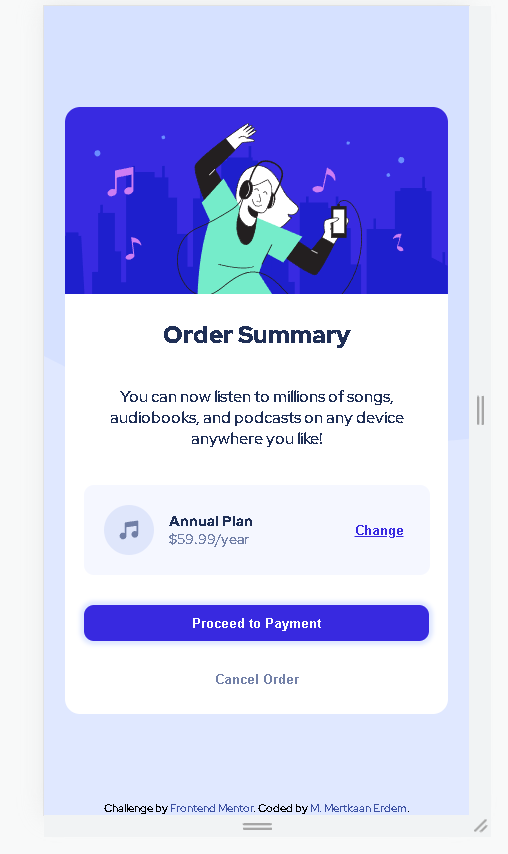 Order Summary
You can now listen to millions of songs,
audiobooks, and podcasts on any device
anywhere you like!
Annual Plan
$59.99/year
Change
Proceed to Payment
Cancel Order
Challenge by Frontend Mentor. Coded by M. Mertkaan Erdem.